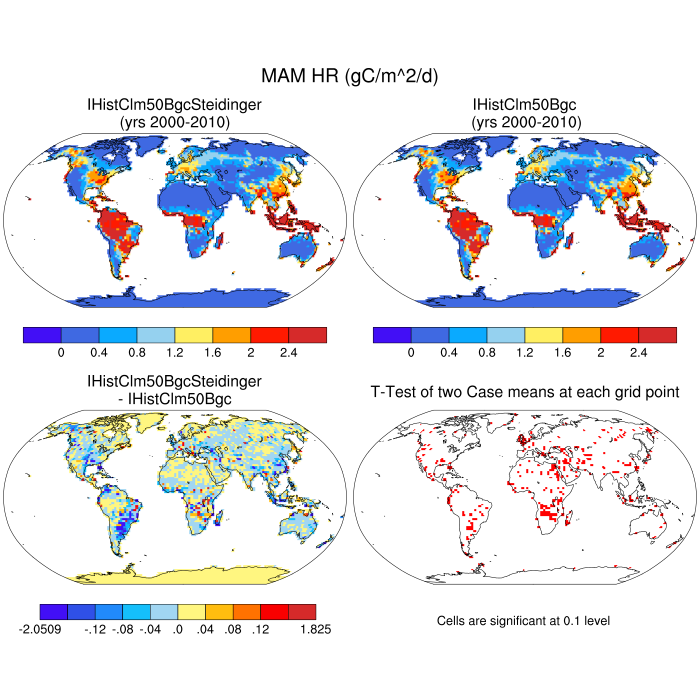 MAM HR (gC/m^2/d)
IHistClm50BgcSteidinger
(yrs 2000-2010)
IHistClm50Bgc
(yrs 2000-2010)
0 0.4 0.8 1.2 1.6 2 2.4
0 0.4 0.8 1.2 1.6 2 2.4
IHistClm50BgcSteidinger
- IHistClm50Bgc
T-Test of two Case means at each grid point
-2.0509 -.12 -.08 -.04 .0 .04 .08 .12 1.825
Cells are significant at 0.1 level